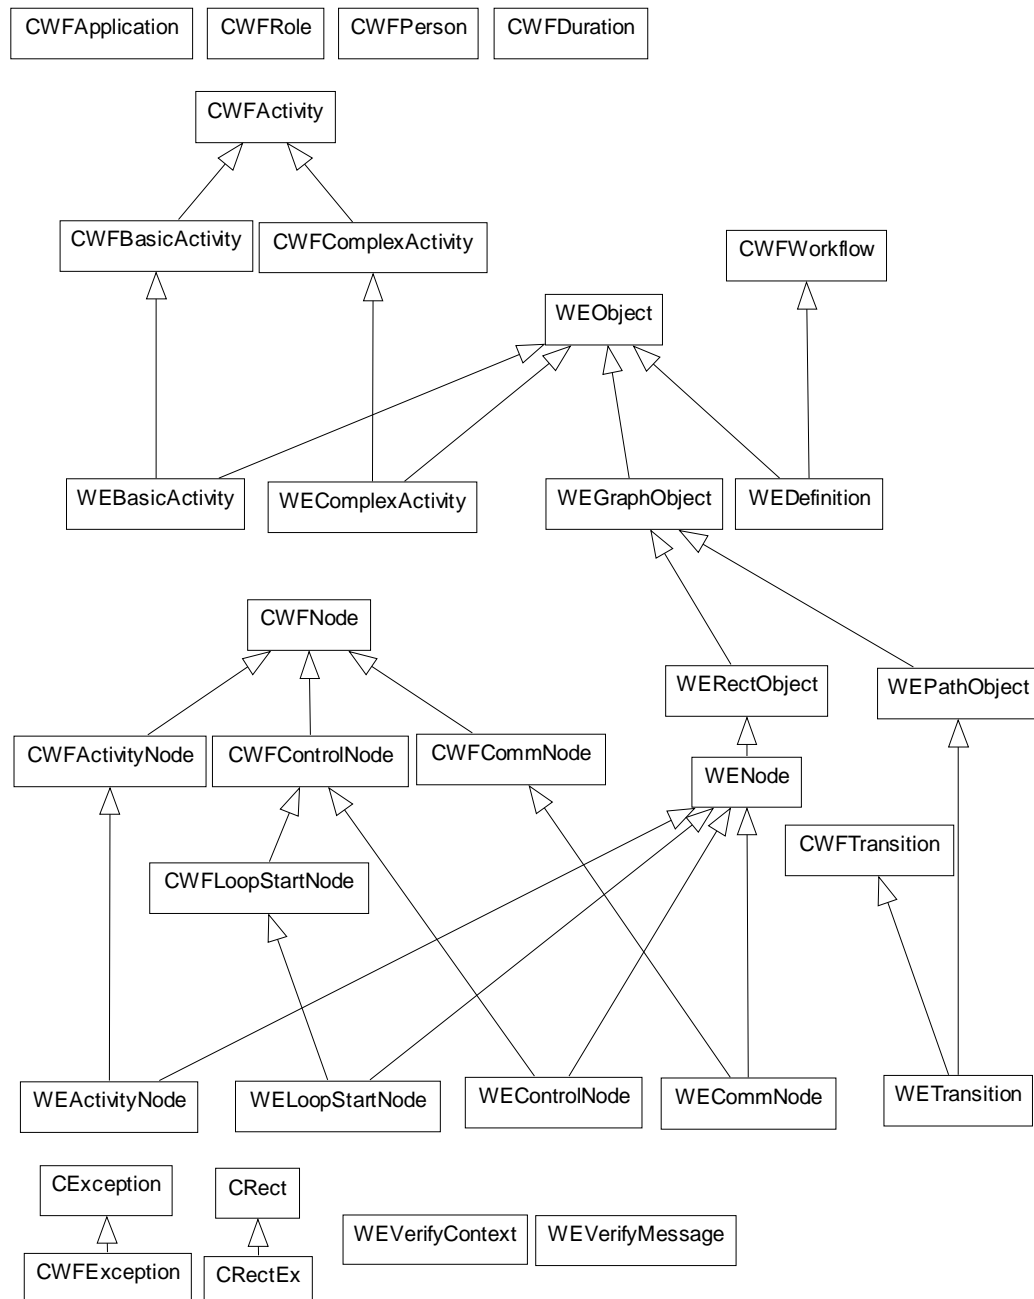 CWFApplication
CWFRole
CWFPerson
CWFDuration
CWFActivity
CWFBasicActivity
CWFComplexActivity
CWFWorkflow
WEObject
WEBasicActivity
WEComplexActivity
WEGraphObject
WEDefinition
CWFNode
WERectObject
WEPathObject
CWFActivityNode
CWFControlNode
CWFCommNode
WENode
CWFTransition
CWFLoopStartNode
WEActivityNode
WELoopStartNode
WEControlNode
WECommNode
WETransition
CException
CRect
WEVerifyContext
WEVerifyMessage
CWFException
CRectEx